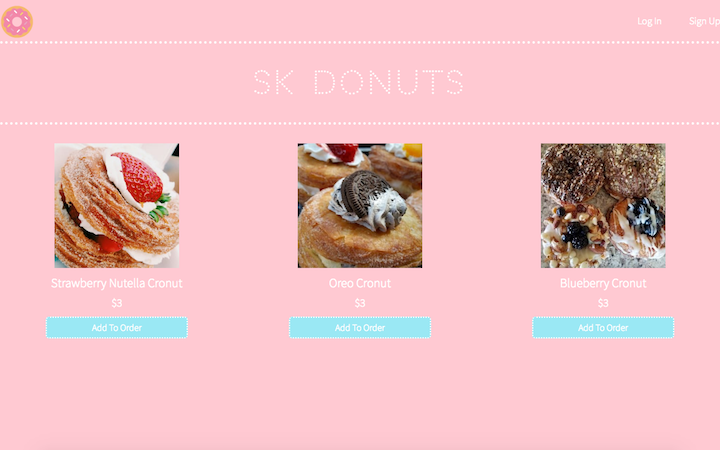 Log In Sign Up
SK DONUTS
Strawberry Nutella Cronut
$3
Add To Order
Oreo Cronut
$3
Add To Order
Blueberry Cronut
$3
Add To Order